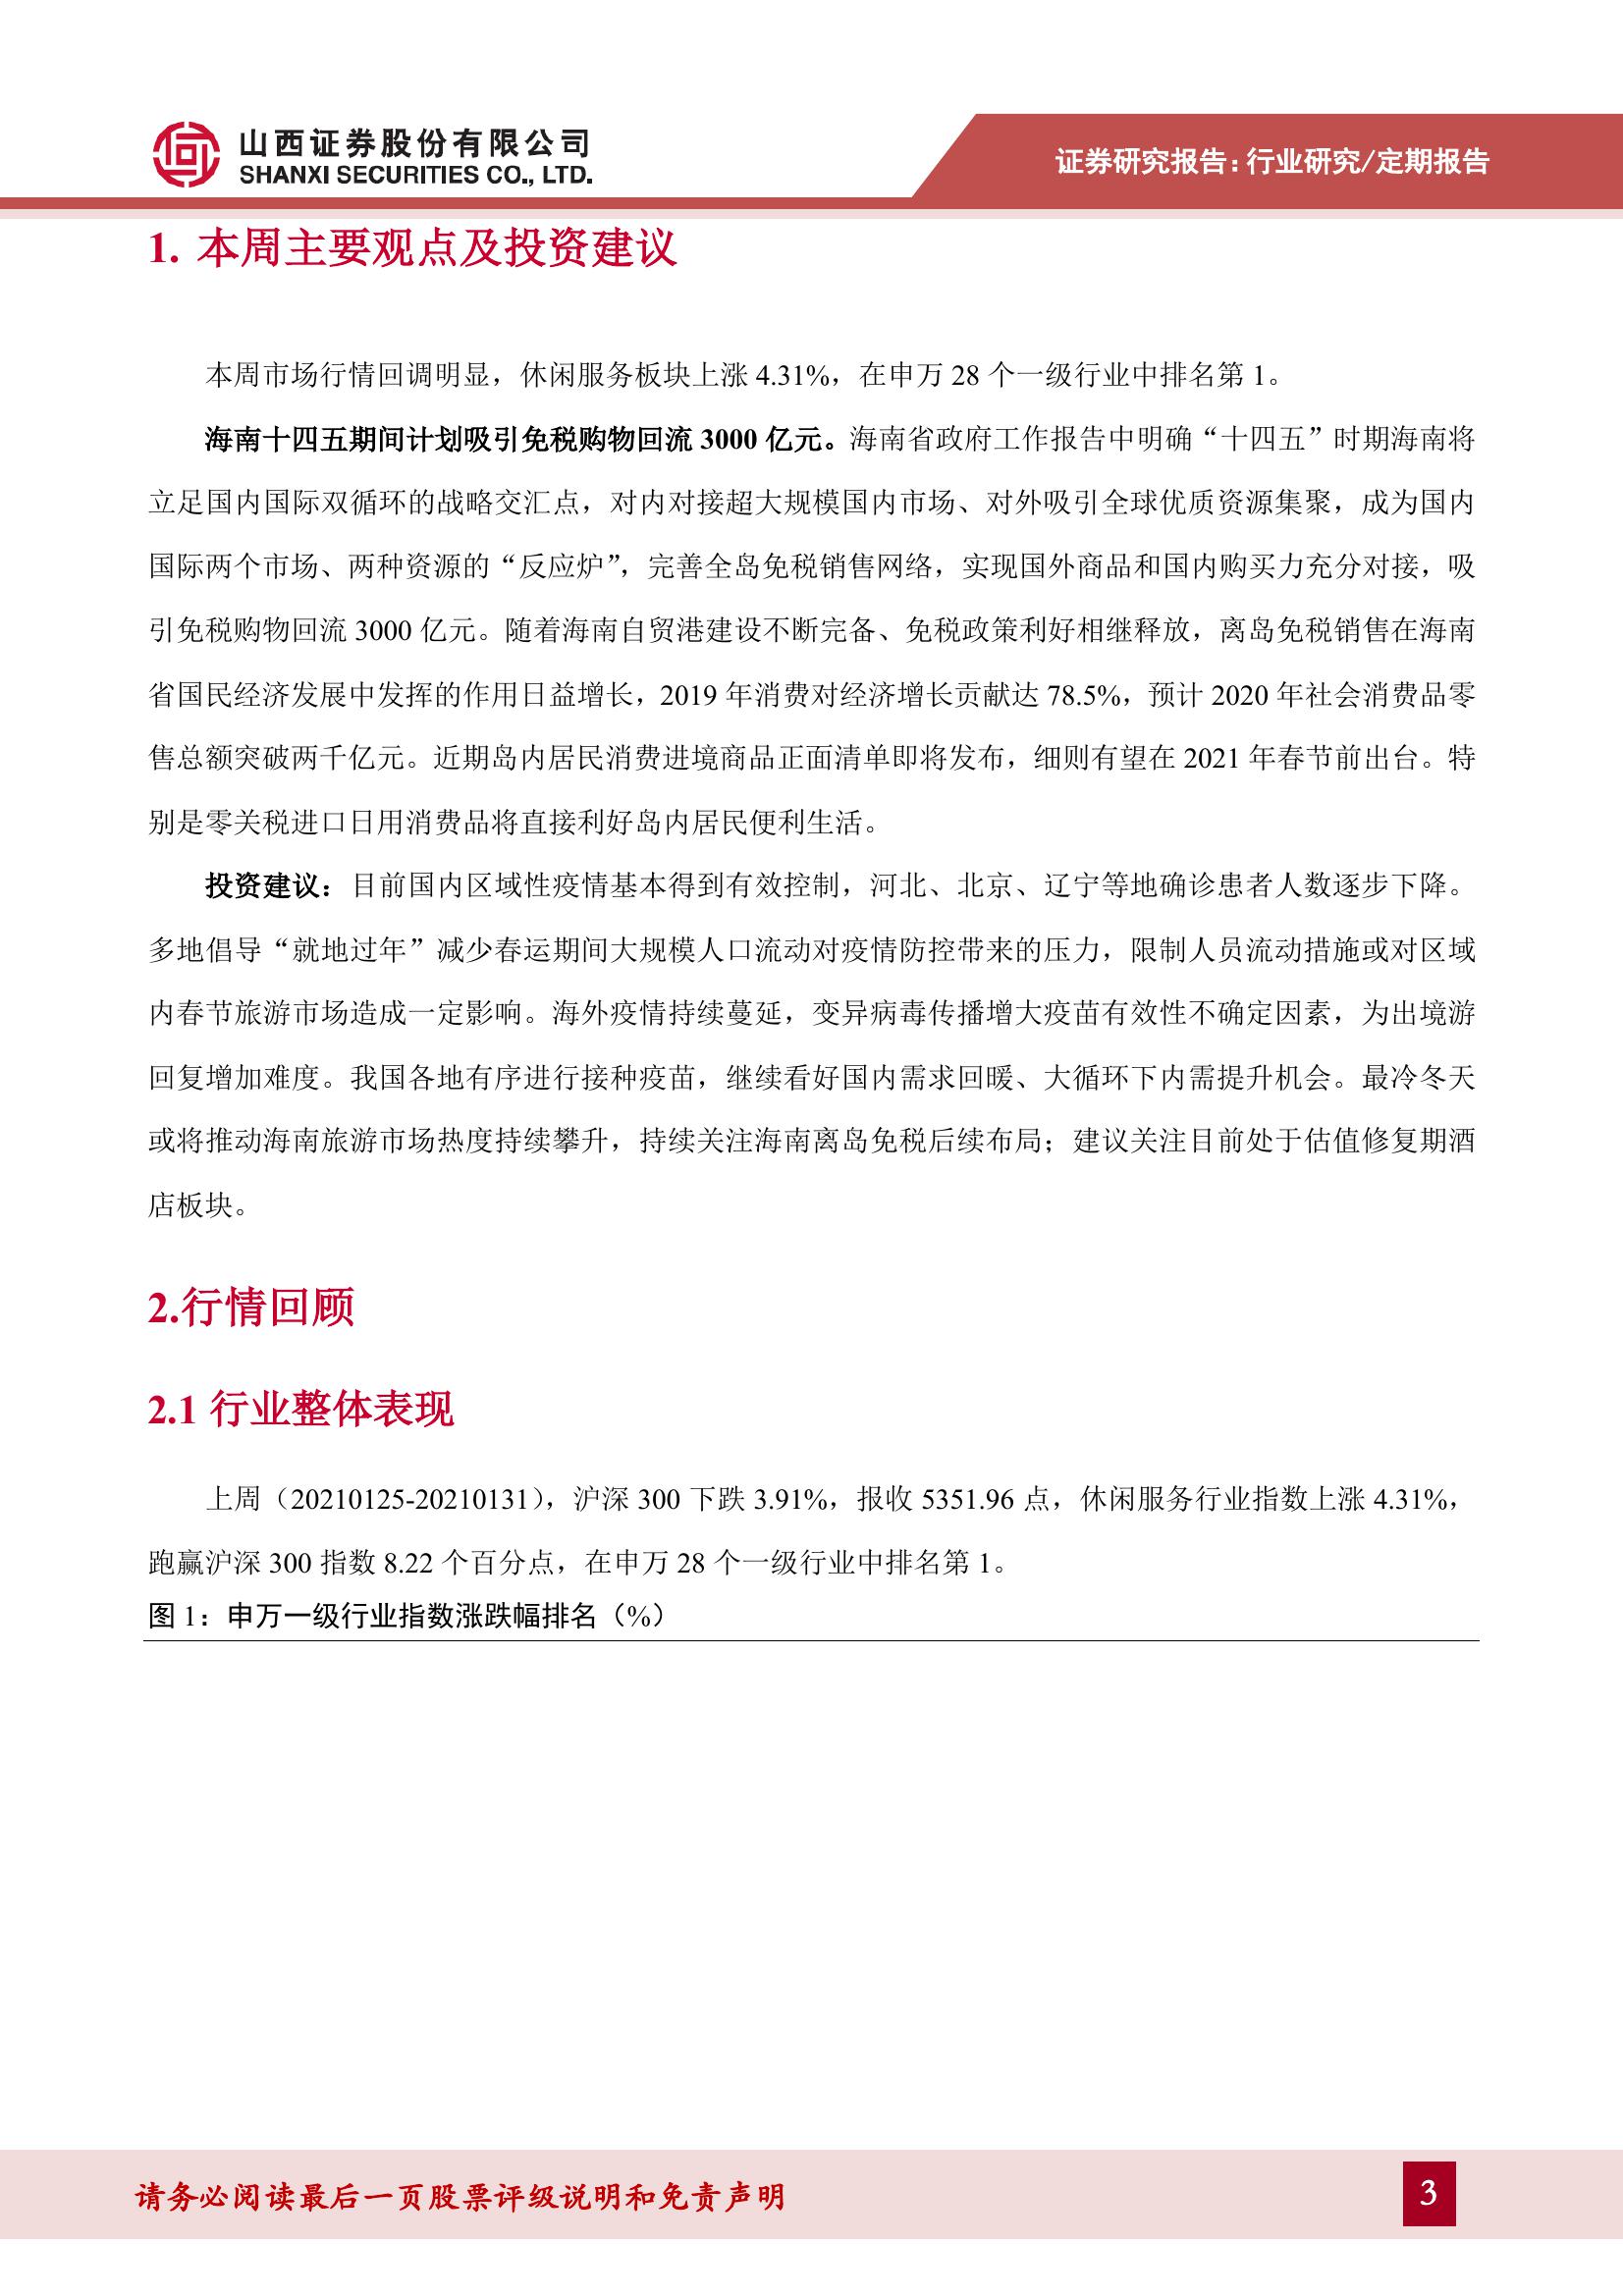 山西证券股份有限公司
SHANXI SECURITIES CO., LTD.
证券研究报告：行业研究/定期报告
1. 本周主要观点及投资建议
本周市场行情回调明显，休闲服务板块上涨 4.31%，在申万 28 个一级行业中排名第 1。
海南十四五期间计划吸引免税购物回流 3000 亿元。海南省政府工作报告中明确“十四五”时期海南将
立足国内国际双循环的战略交汇点，对内对接超大规模国内市场、对外吸引全球优质资源集聚，成为国内
国际两个市场、两种资源的“反应炉”，完善全岛免税销售网络，实现国外商品和国内购买力充分对接，吸
引免税购物回流 3000 亿元。随着海南自贸港建设不断完备、免税政策利好相继释放，离岛免税销售在海南
省国民经济发展中发挥的作用日益增长，2019 年消费对经济增长贡献达 78.5%，预计 2020 年社会消费品零
售总额突破两千亿元。近期岛内居民消费进境商品正面清单即将发布，细则有望在 2021 年春节前出台。特
别是零关税进口日用消费品将直接利好岛内居民便利生活。
投资建议：目前国内区域性疫情基本得到有效控制，河北、北京、辽宁等地确诊患者人数逐步下降。
多地倡导“就地过年”减少春运期间大规模人口流动对疫情防控带来的压力，限制人员流动措施或对区域
内春节旅游市场造成一定影响。海外疫情持续蔓延，变异病毒传播增大疫苗有效性不确定因素，为出境游
回复增加难度。我国各地有序进行接种疫苗，继续看好国内需求回暖、大循环下内需提升机会。最冷冬天
或将推动海南旅游市场热度持续攀升，持续关注海南离岛免税后续布局；建议关注目前处于估值修复期酒
店板块。
2.行情回顾
2.1 行业整体表现
上周（20210125-20210131），沪深 300 下跌 3.91%，报收 5351.96 点，休闲服务行业指数上涨 4.31%，
跑赢沪深 300 指数 8.22 个百分点，在申万 28 个一级行业中排名第 1。
图 1：申万一级行业指数涨跌幅排名（%）
请务必阅读最后一页股票评级说明和免责声明
3